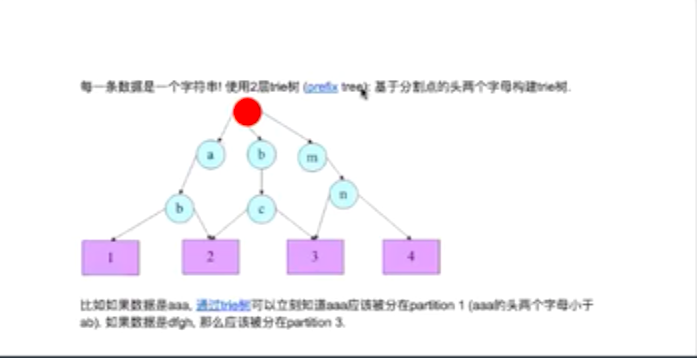 每一条数据是一个字符串! 使用2层trie树 (prefix tree): 基于分割点的头两个字母构建trie树.
a b m
n
b c
1 2 3 4
比如如果数据是aaa, 通过trie树可以立刻知道aaa应该被分在partition 1 (aaa的头两个字母小于
ab). 如果数据是dfgh, 那么应该被分在partition 3.